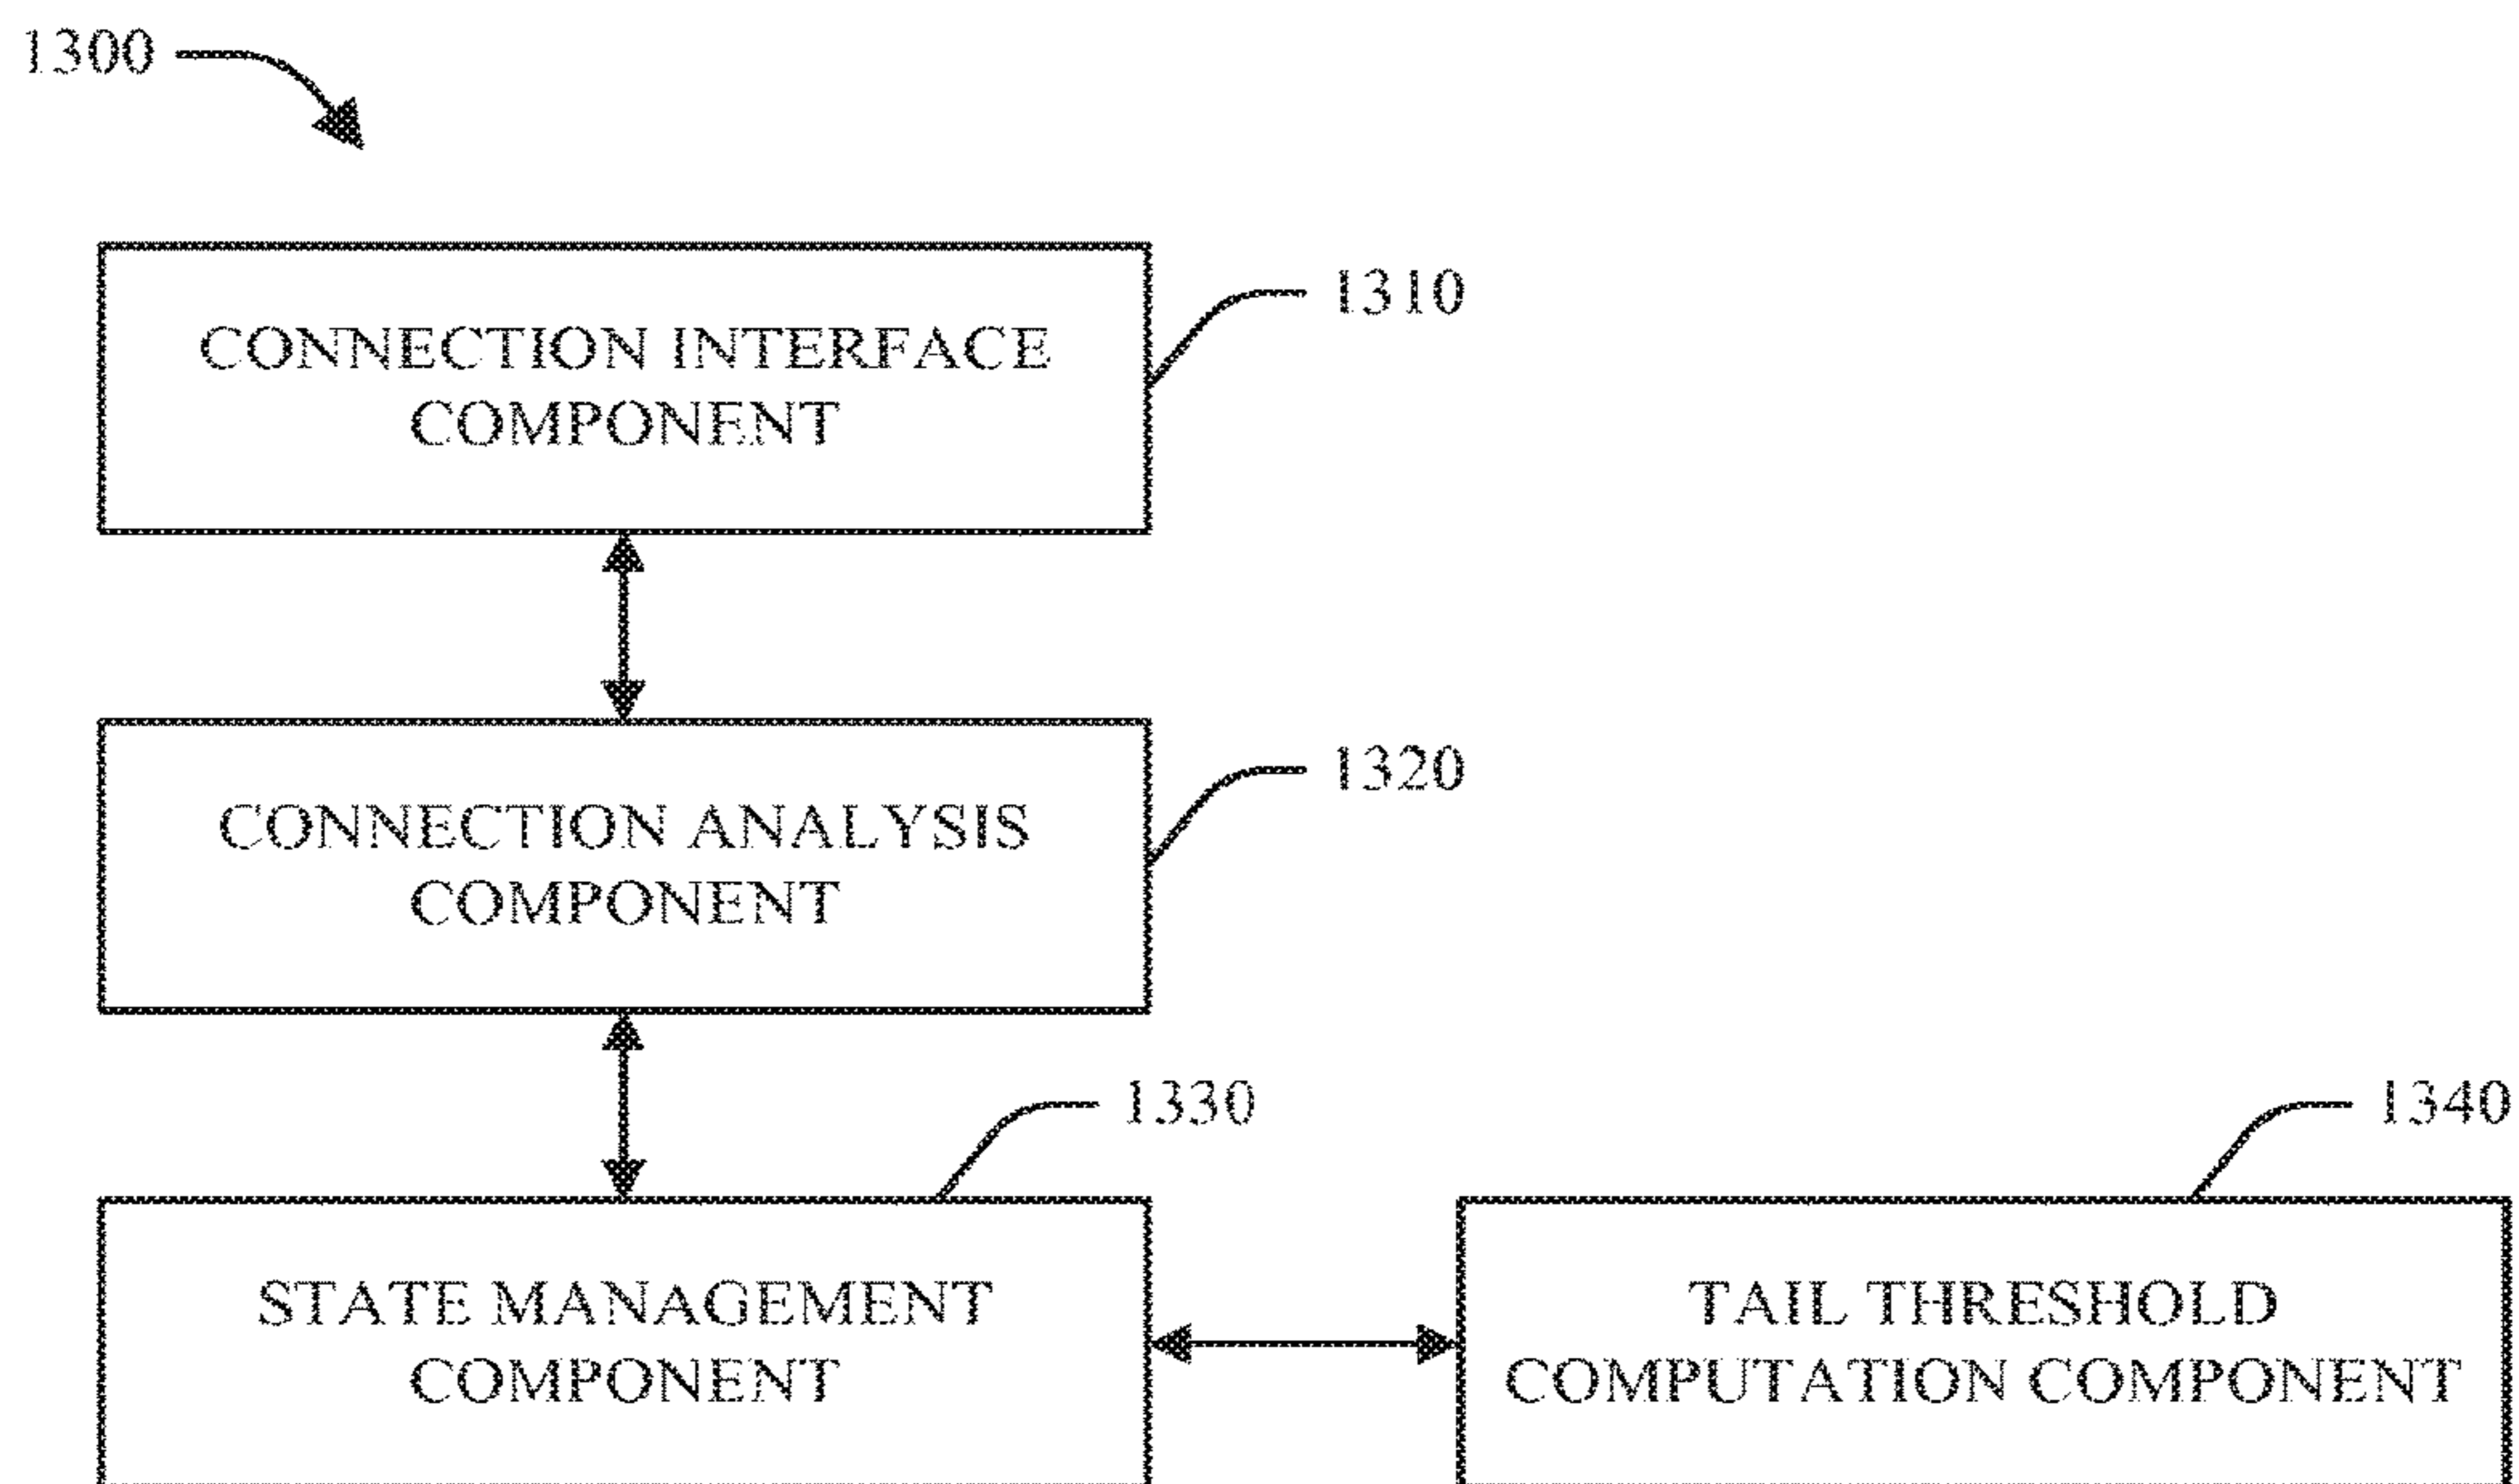 1300
CONNECTION INTERFACE
COMPONENT
1310
CONNECTION ANALYSIS
COMPONENT
1320
1330
1340
STATE MANAGEMENT
COMPONENT
TAIL THRESHOLD
COMPUTATION COMPONENT